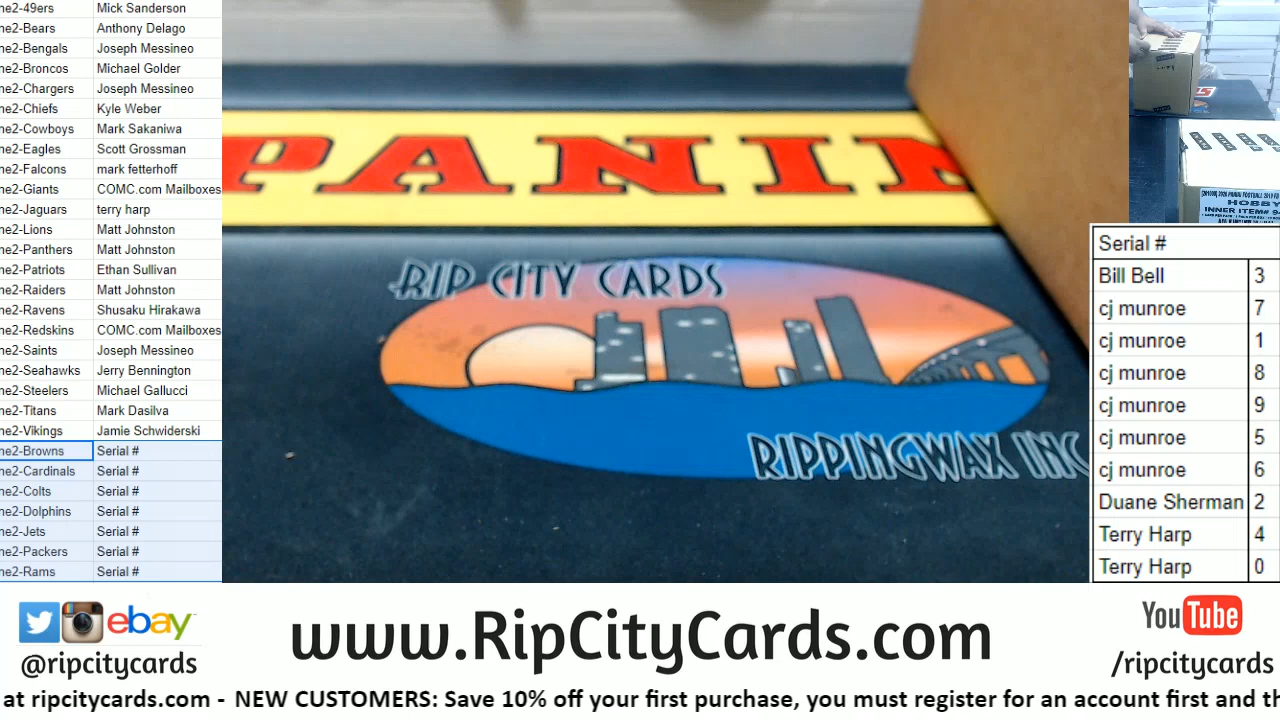 ne2-49ers Mick Sanderson
ne2-Bears Anthony Delago
ne2-Bengals Joseph Messineo
ne2-Broncos Michael Golder
ne2-Chargers Joseph Messineo
ne2-Chiefs Kyle Weber
ne2-Cowboys Mark Sakaniwa
ne2-Eagles Scott Grossman
ne2-Falcons mark fetterhoff
ne2-Giants COMC.com Mailboxes
ne2-Jaguars terry harp
ne2-Lions Matt Johnston
ne2-Panthers Matt Johnston
ne2-Patriots Ethan Sullivan
ne2-Raiders Matt Johnston
ne2-Ravens Shusaku Hirakawa
ne2-Redskins COMC.com Mailboxes
ne2-Saints Joseph Messineo
ne2-Seahawks Jerry Bennington
ne2-Steelers Michael Gallucci
ne2-Titans Mark Dasilva
ne2-Vikings Jamie Schwiderski
ne2-Browns Serial #
ne2-Cardinals Serial #
ne2-Colts Serial #
ne2-Dolphins Serial #
ne2-Jets Serial #
ne2-Packers Serial #
ne2-Rams Serial #
PANINI
RIP CITY CARDS
RIPPINGWAX INC
HOBBY
INNER ITEM# 9
Serial #
Bill Bell 3
cj munroe 7
cj munroe 1
cj munroe 8
cj munroe 9
cj munroe 5
cj munroe 6
Duane Sherman 2
Terry Harp 4
Terry Harp 0
ebay
@ripcitycards
www.RipCityCards.com
YouTube
/ripcitycards
at ripcitycards.com - NEW CUSTOMERS: Save 10% off your first purchase, you must register for an account first and th